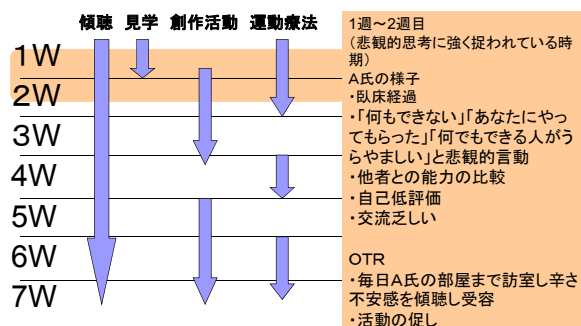 傾聴 見学 創作活動 運動療法
1W
2W
3W
4W
5W
6W
7W
1週～2週目
(悲観的思考に強く捉われている時
期)
A氏の様子
・臨床経過
・「何もできない」「あなたにやっ
てもらった」「何でもできる人がう
らやましい」と悲観的言動
・他者との能力の比較
・自己低評価
・交流乏しい
OTR
・毎日A氏の部屋まで訪室し辛さ
不安感を傾聴し受容
・活動の促し